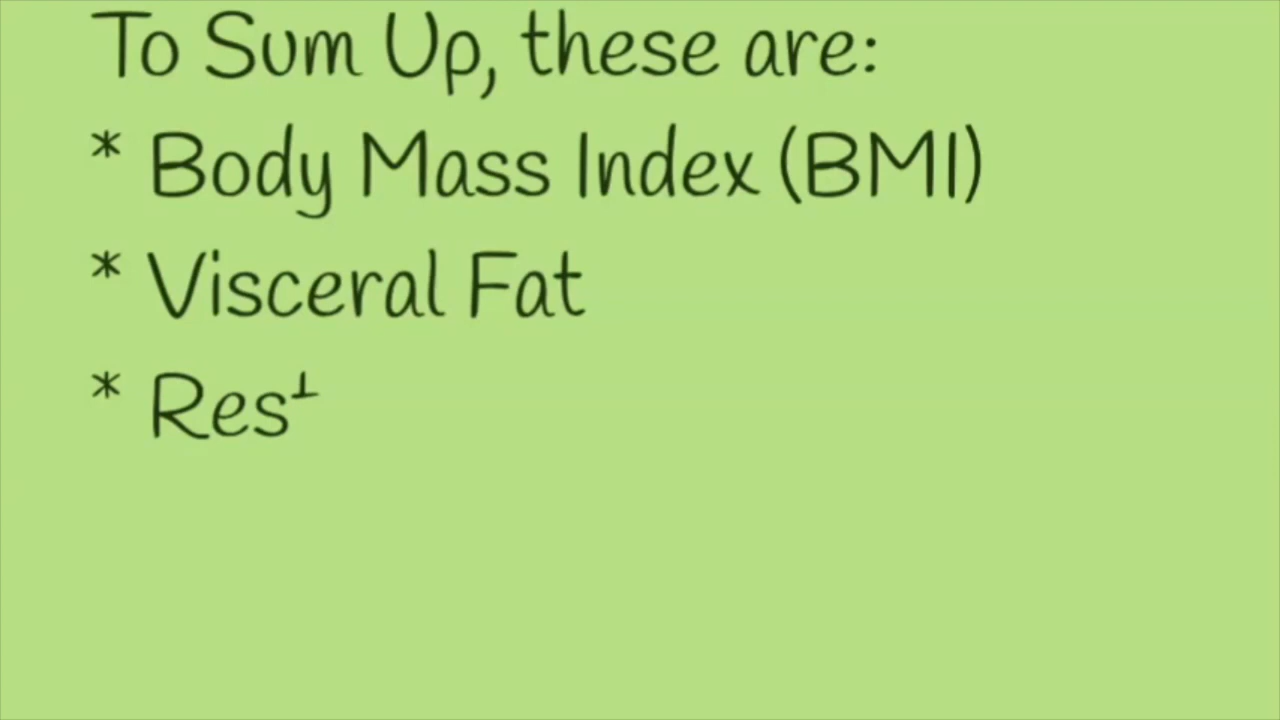 To Sum Up, these are:
* Body Mass Index (BMI)
* Visceral Fat
* Res